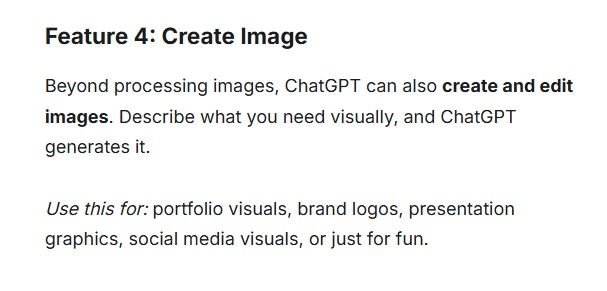 Feature 4: Create Image
Beyond processing images, ChatGPT can also create and edit
images. Describe what you need visually, and ChatGPT
generates it.
Use this for: portfolio visuals, brand logos, presentation
graphics, social media visuals, or just for fun.